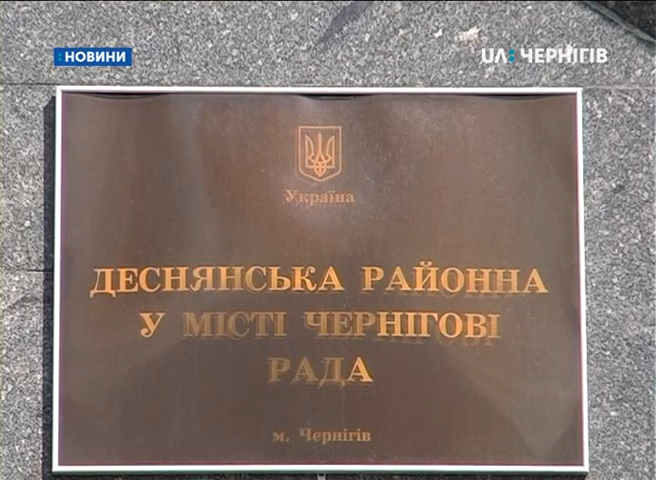 НОВИНИ
UA: ЧЕРНІГІВ
Україна
ДЕСНЯНСЬКА РАЙОННА
У МІСТІ ЧЕРНІГОВІ
РАДА
м. Чернігів